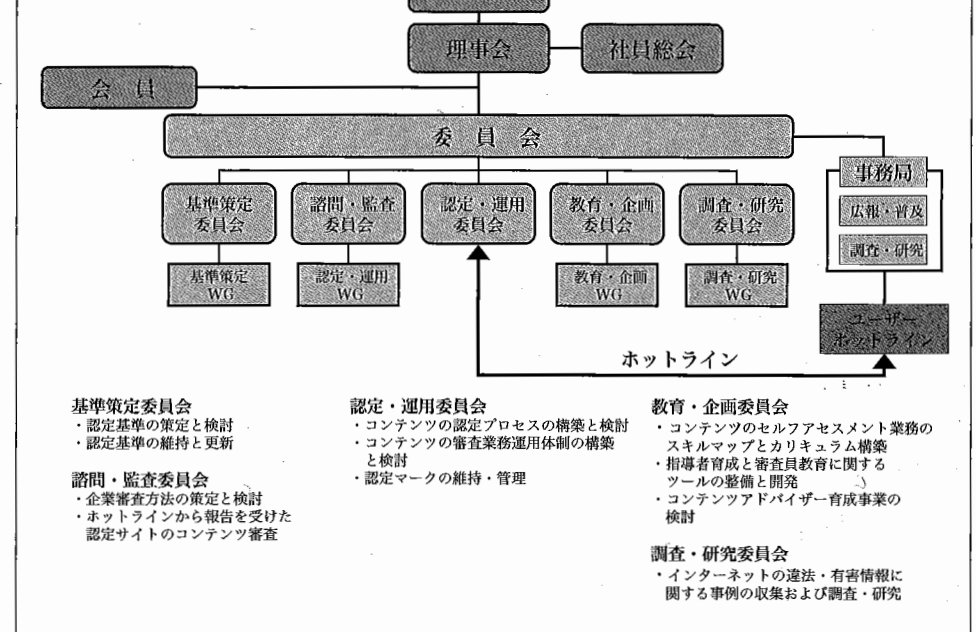 理事会
社員総会
会 員
委 員 会
事務局
広報・普及
調査・研究
基準策定
委員会
諮問・監査
委員会
認定・運用
委員会
教育・企画
委員会
調査・研究
委員会
基準策定
WG
認定・運用
WG
教育・企画
WG
調査・研究
WG
ユーザー
ホットライン
ホットライン
基準策定委員会
・認定基準の策定と検討
・認定基準の維持と更新
諮問・監査委員会
・企業審査方法の策定と検討
・ホットラインから報告を受けた
認定サイトのコンテンツ審査
認定・運用委員会
・コンテンツの認定プロセスの構築と検討
・コンテンツの審査業務運用体制の構築
と検討
・認定マークの維持・管理
教育・企画委員会
・コンテンツのセルフアセスメント業務の
スキルマップとカリキュラム構築
・指導者育成と審査員教育に関する
ツールの整備と開発
・コンテンツアドバイザー育成事業の
検討
調査・研究委員会
・インターネットの違法・有害情報に
関する事例の収集および調査・研究